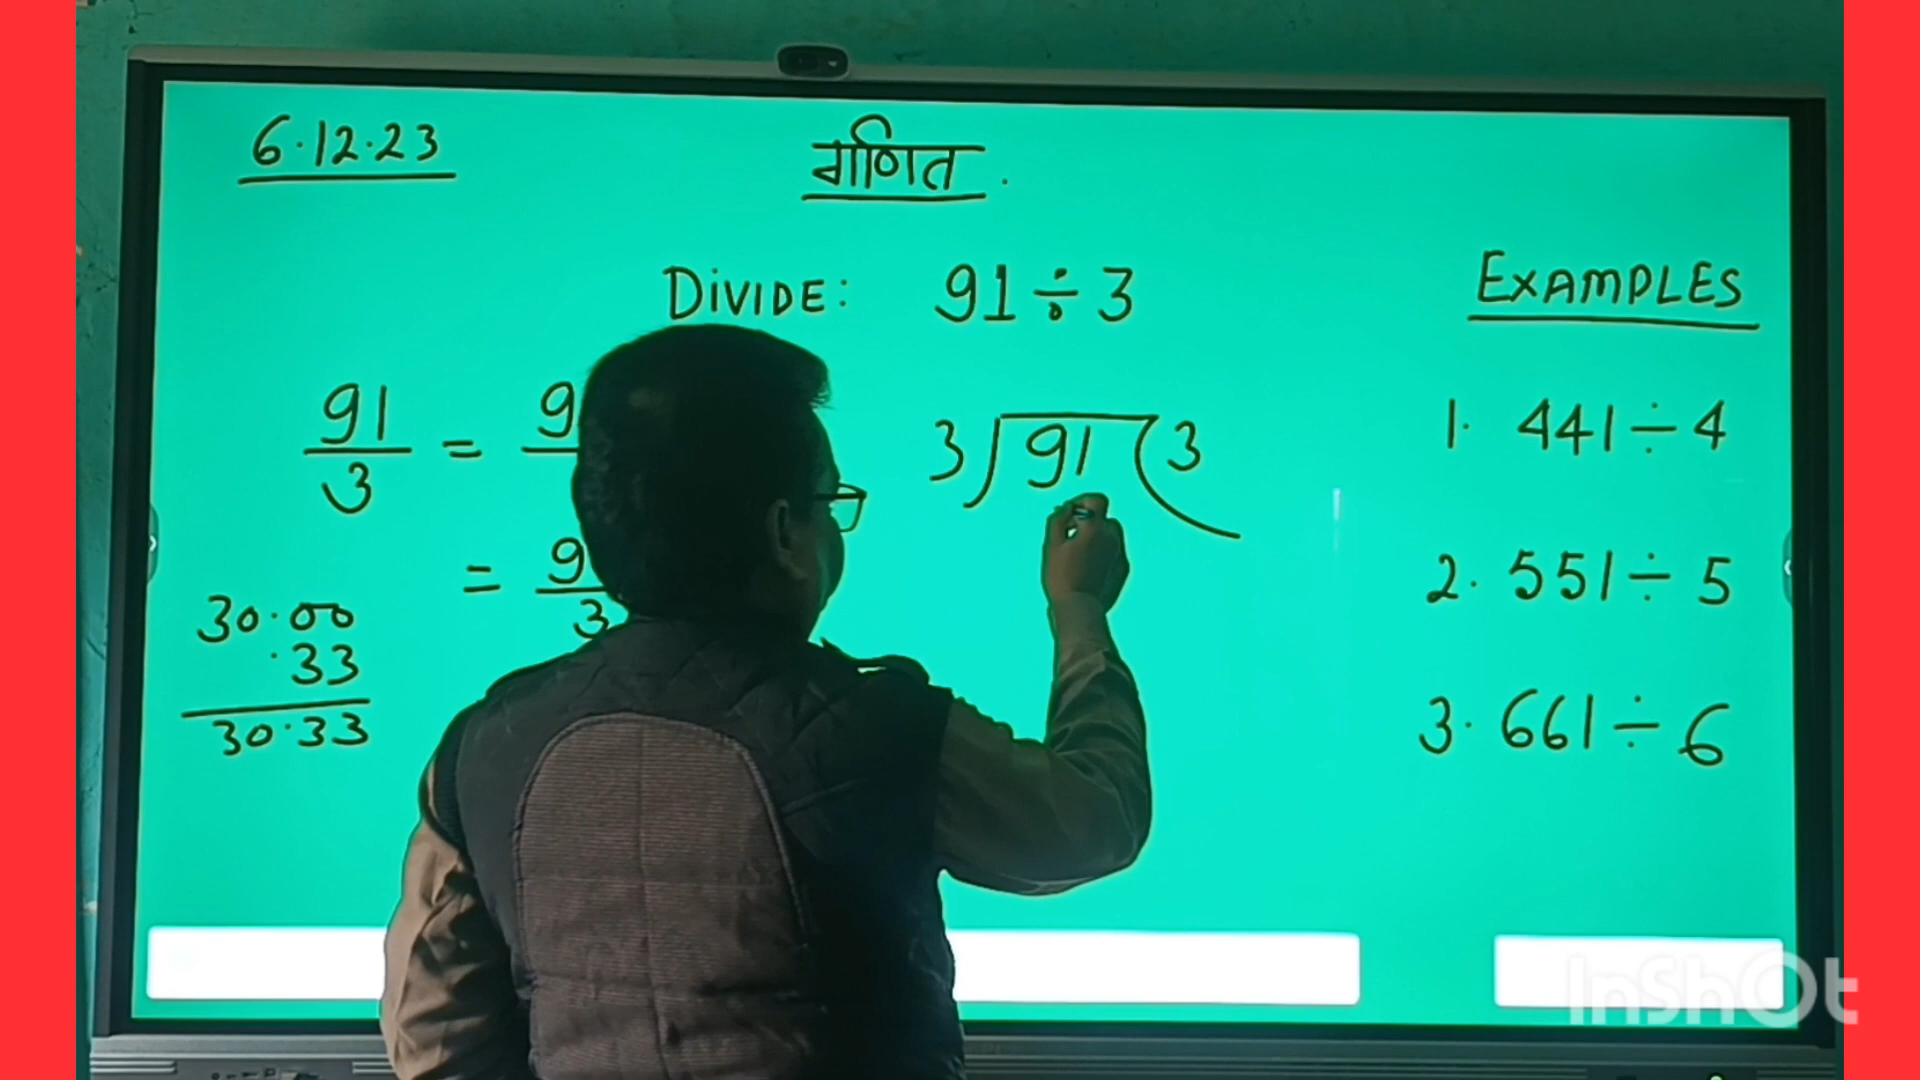 6.12.23
गणित.
DIVIDE: 91÷3
EXAMPLES
91/3 = 9
3)91(3
1. 441÷4
= 9/3
2. 551÷5
30.00
.33
30.33
3. 661÷6
InShOt